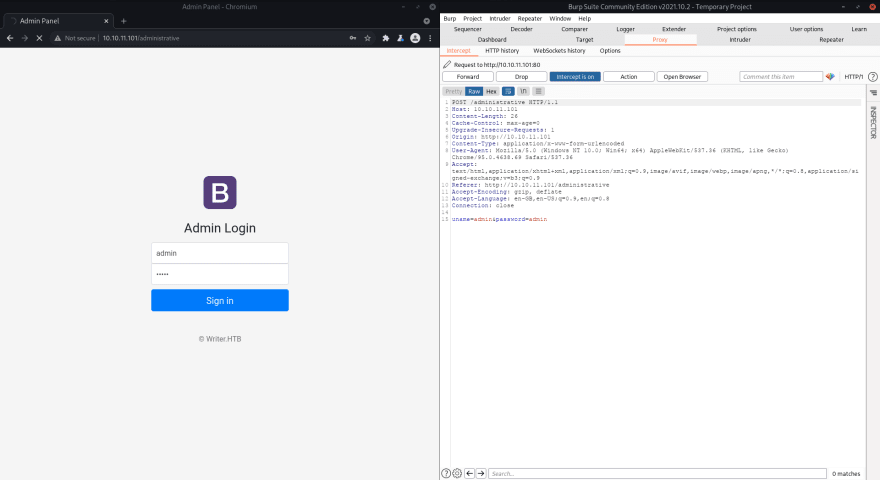 Admin Panel - Chromium
Admin Panel
Not secure | 10.10.11.101/administrative
B
Admin Login
admin
•••••
Sign in
© Writer.HTB
Burp Suite Community Edition v2021.10.2 - Temporary Project
Burp Project Intruder Repeater Window Help
Sequencer Decoder Comparer Logger Extender Project options User options Learn
Dashboard Target Proxy Intruder Repeater
Intercept HTTP history WebSockets history Options
Request to http://10.10.11.101:80
Forward Drop Intercept is on Action Open Browser Comment this item HTTP/1 ?
Pretty Raw Hex \n
INSPECTOR
1 POST /administrative HTTP/1.1
2 Host: 10.10.11.101
3 Content-Length: 26
4 Cache-Control: max-age=0
5 Upgrade-Insecure-Requests: 1
6 Origin: http://10.10.11.101
7 Content-Type: application/x-www-form-urlencoded
8 User-Agent: Mozilla/5.0 (Windows NT 10.0; Win64; x64) AppleWebKit/537.36 (KHTML, like Gecko)
Chrome/95.0.4638.69 Safari/537.36
9 Accept:
text/html,application/xhtml+xml,application/xml;q=0.9,image/avif,image/webp,image/apng,*/*;q=0.8,application/si
gned-exchange;v=b3;q=0.9
10 Referer: http://10.10.11.101/administrative
11 Accept-Encoding: gzip, deflate
12 Accept-Language: en-GB,en-US;q=0.9,en;q=0.8
13 Connection: close
14
15 uname=admin&password=admin
Search...
0 matches